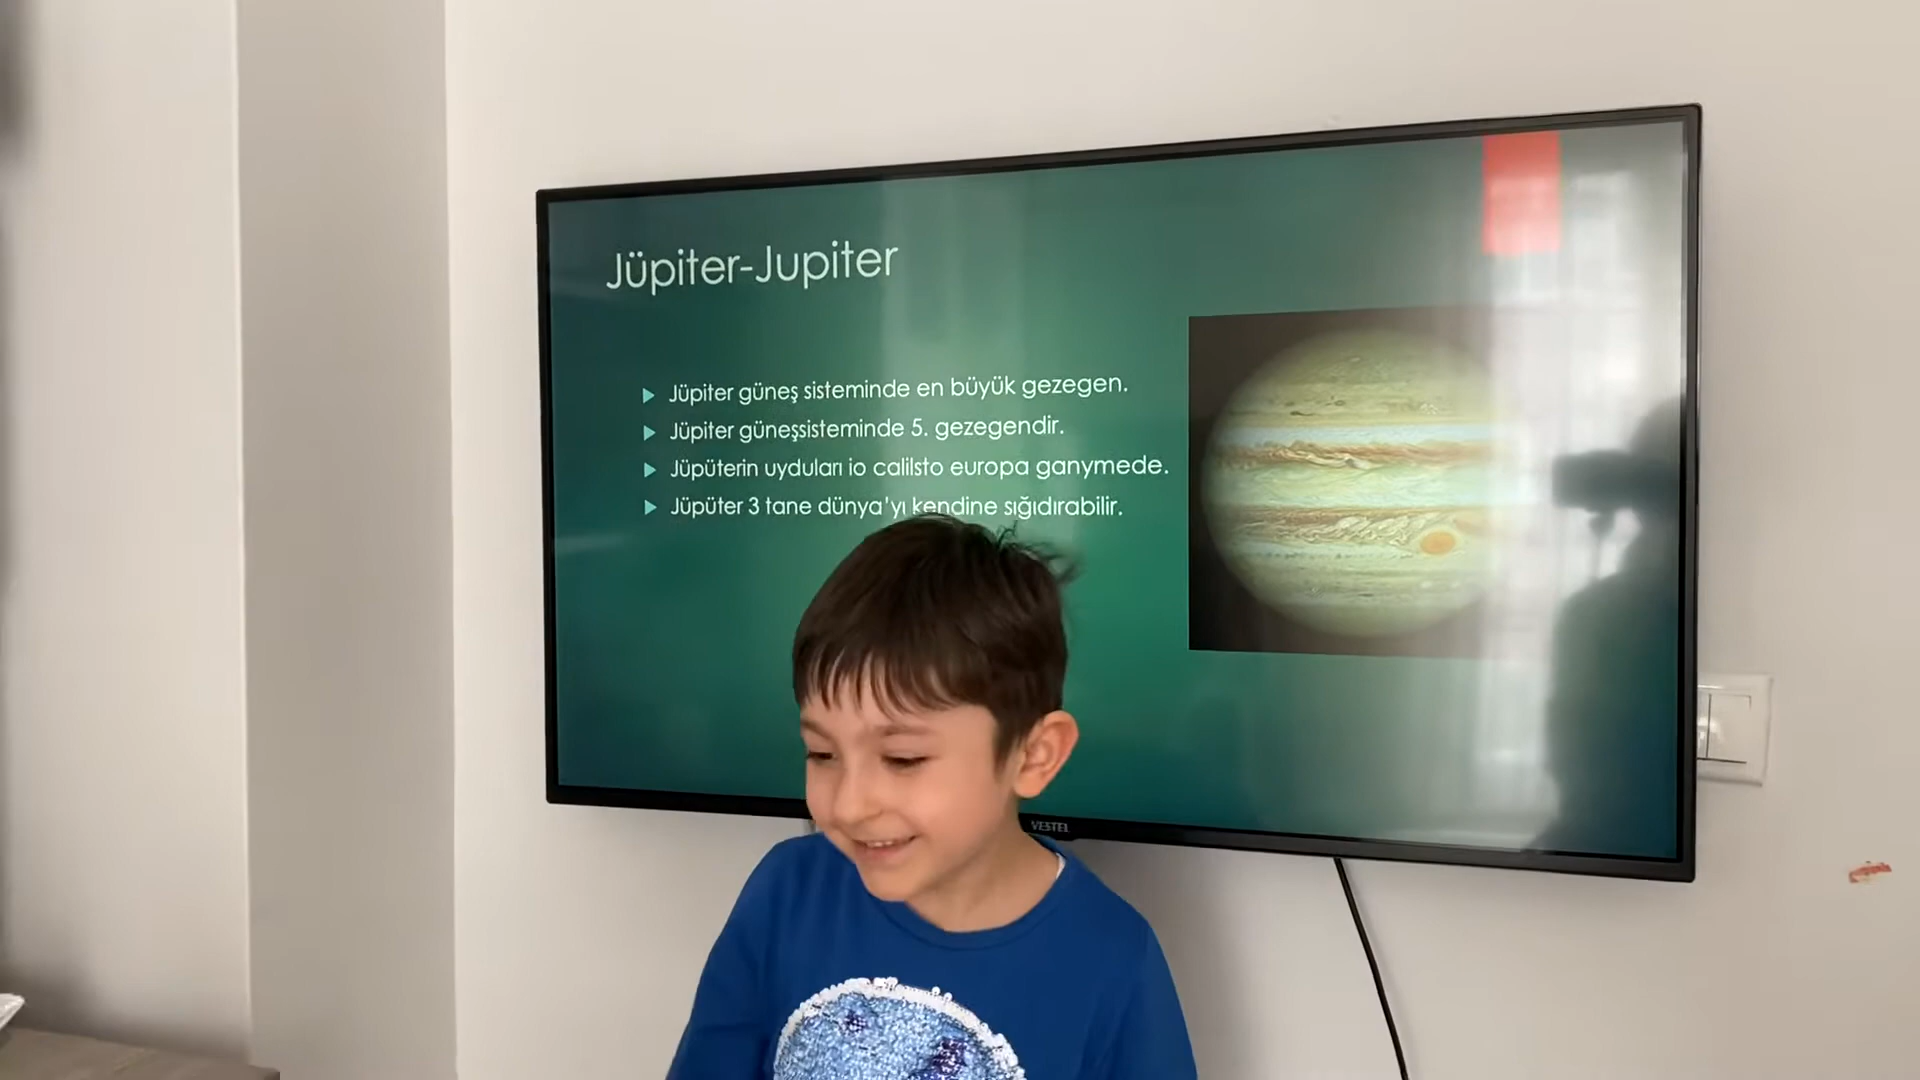 Jüpiter-Jupiter
Jüpiter güneş sisteminde en büyük gezegen.
Jüpiter güneşsisteminde 5. gezegendir.
Jüpüterin uyduları io calilsto europa ganymede.
Jüpüter 3 tane dünya'yı kendine sığıdırabilir.
VESTEL